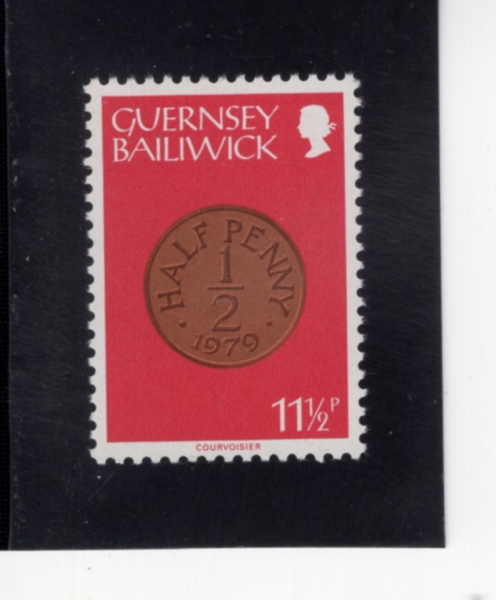 GUERNSEY
BAILIWICK
HALF PENNY
1/2
· 1979 ·
11½P
COURVOISIER